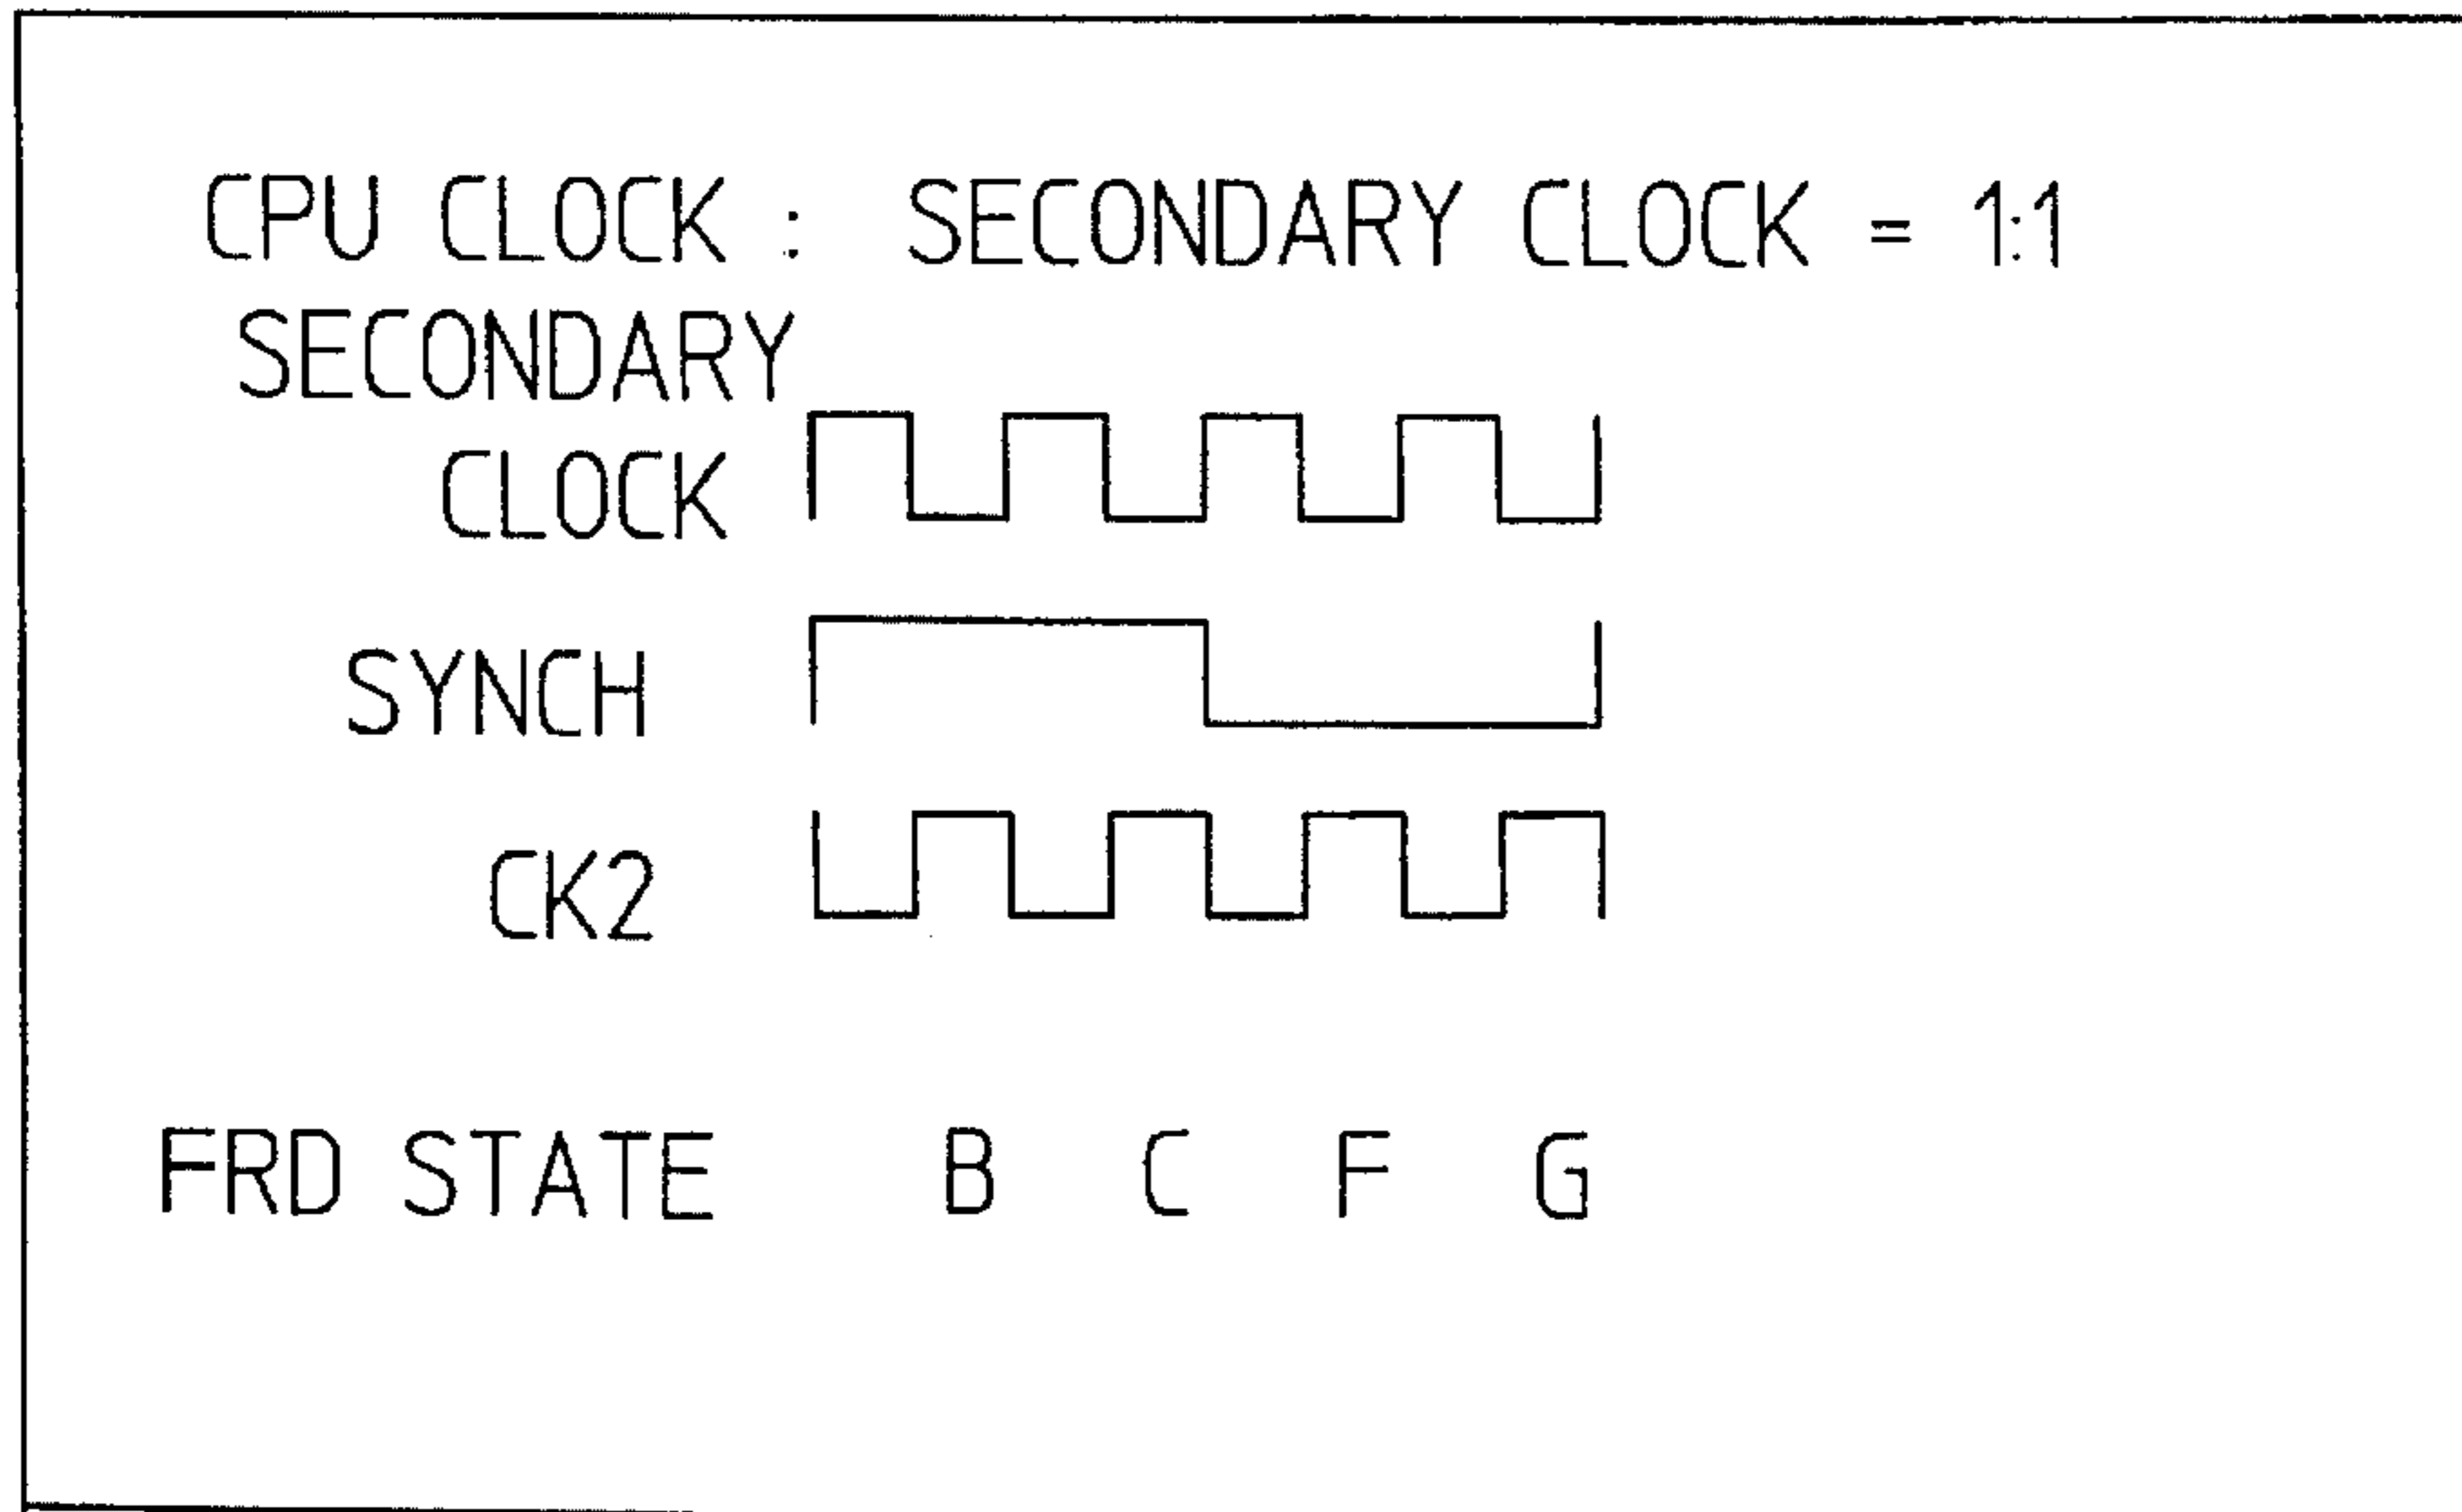 CPU CLOCK : SECONDARY CLOCK = 1:1
SECONDARY
CLOCK
SYNCH
CK2
FRD STATE B C F G